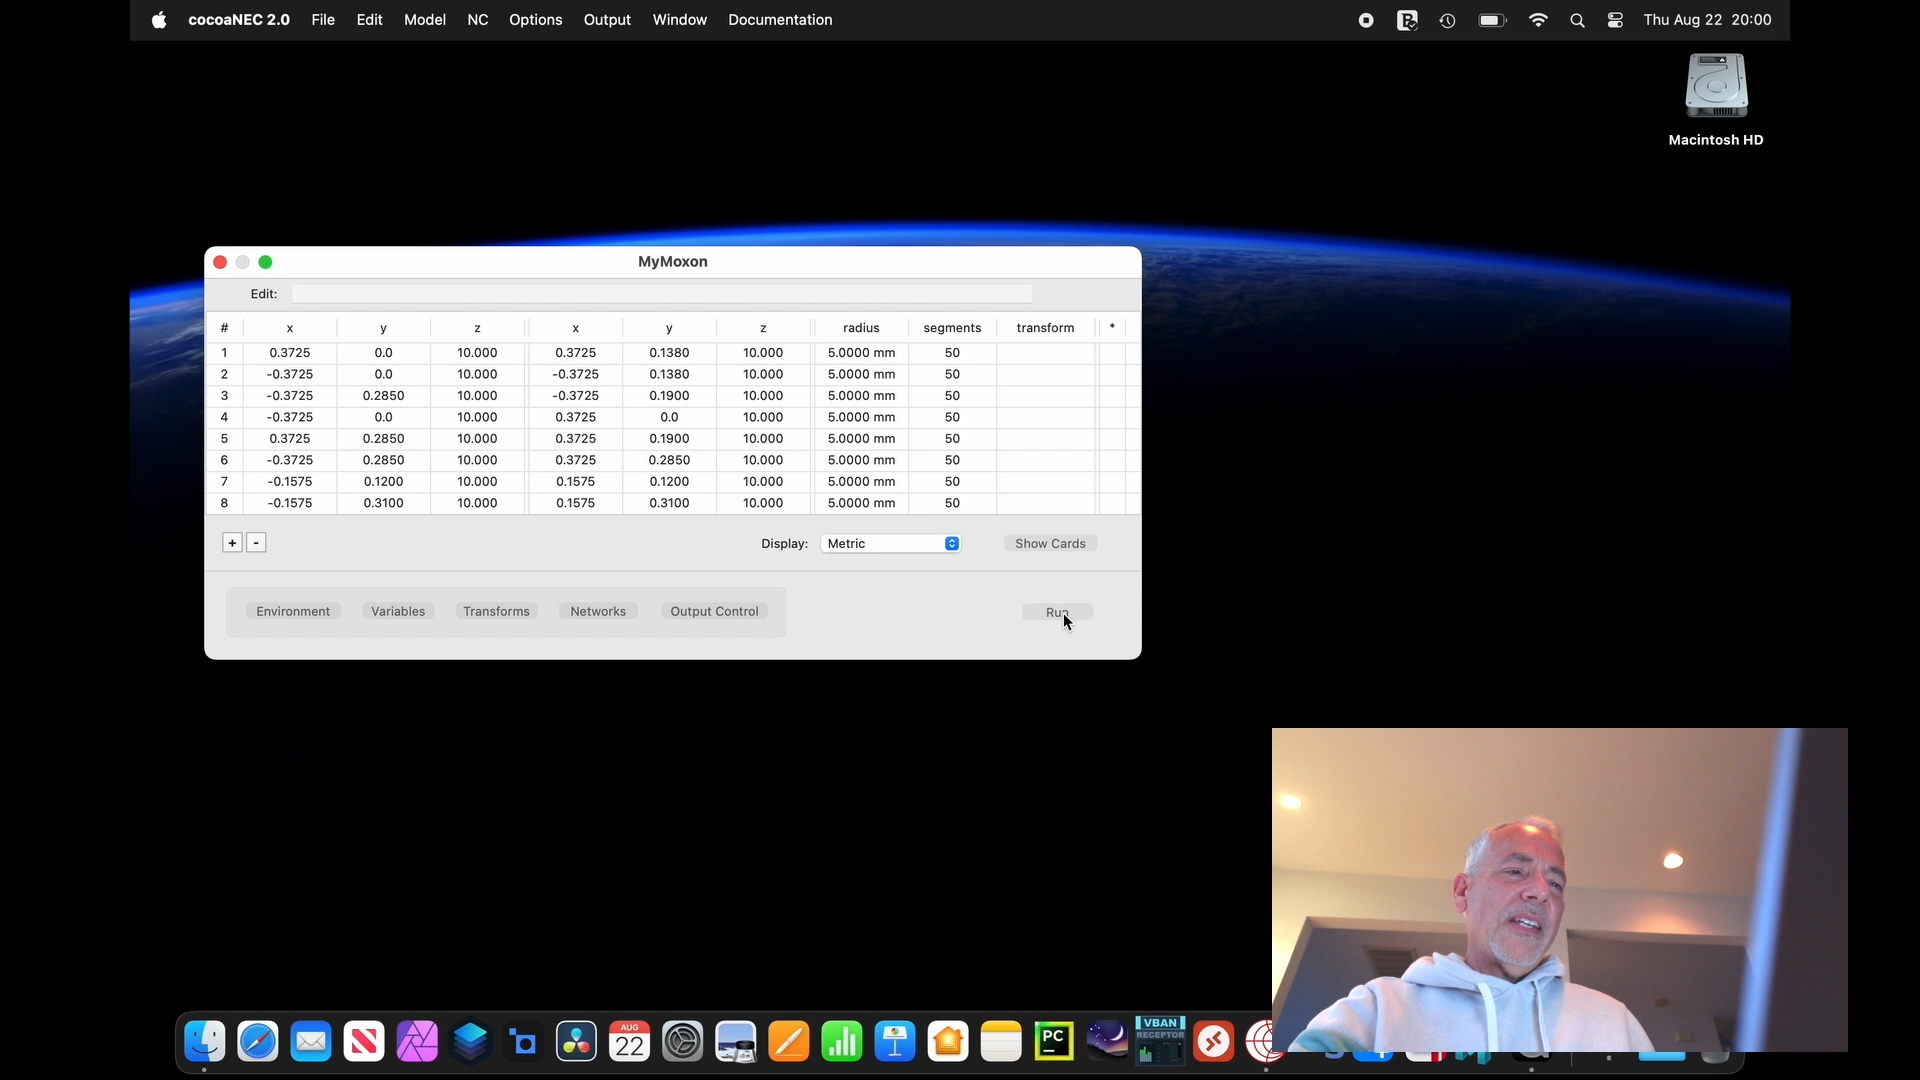 cocoaNEC 2.0 File Edit Model NC Options Output Window Documentation Thu Aug 22 20:00
Macintosh HD
MyMoxon
Edit:
# x y z x y z radius segments transform *
1 0.3725 0.0 10.000 0.3725 0.1380 10.000 5.0000 mm 50
2 -0.3725 0.0 10.000 -0.3725 0.1380 10.000 5.0000 mm 50
3 -0.3725 0.2850 10.000 -0.3725 0.1900 10.000 5.0000 mm 50
4 -0.3725 0.0 10.000 0.3725 0.0 10.000 5.0000 mm 50
5 0.3725 0.2850 10.000 0.3725 0.1900 10.000 5.0000 mm 50
6 -0.3725 0.2850 10.000 0.3725 0.2850 10.000 5.0000 mm 50
7 -0.1575 0.1200 10.000 0.1575 0.1200 10.000 5.0000 mm 50
8 -0.1575 0.3100 10.000 0.1575 0.3100 10.000 5.0000 mm 50
+ - Display: Metric Show Cards
Environment Variables Transforms Networks Output Control Run
AUG
22
PC
VBAN
RECEPTOR